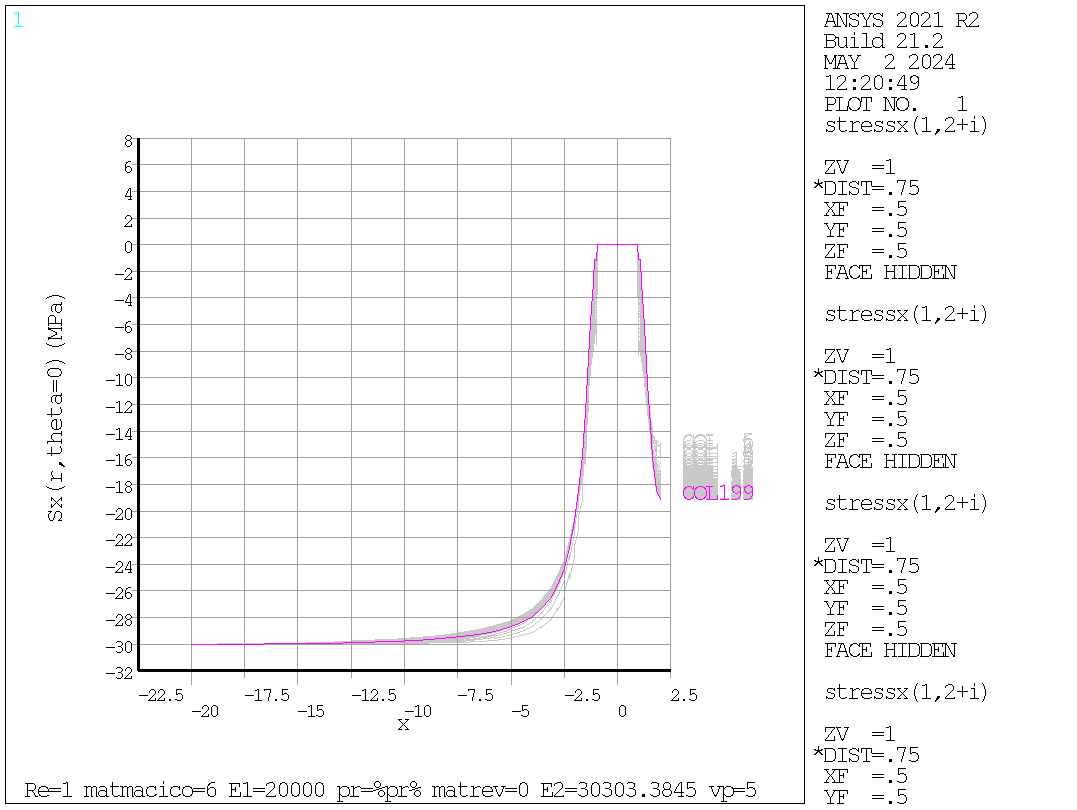 1
ANSYS 2021 R2
Build 21.2
MAY  2 2024
12:20:49
PLOT NO.   1
stressx(1,2+i)
ZV  =1
*DIST=.75
XF  =.5
YF  =.5
ZF  =.5
FACE HIDDEN
stressx(1,2+i)
ZV  =1
*DIST=.75
XF  =.5
YF  =.5
ZF  =.5
FACE HIDDEN
stressx(1,2+i)
ZV  =1
*DIST=.75
XF  =.5
YF  =.5
ZF  =.5
FACE HIDDEN
stressx(1,2+i)
ZV  =1
*DIST=.75
XF  =.5
YF  =.5
Sx(r,theta=0)(MPa)
8
6
4
2
0
-2
-4
-6
-8
-10
-12
-14
-16
-18
-20
-22
-24
-26
-28
-30
-32
COL199
-22.5 -17.5 -12.5 -7.5 -2.5 2.5
-20 -15 -10 -5 0
X
Re=1 matmacico=6 E1=20000 pr=%pr% matrev=0 E2=30303.3845 vp=5